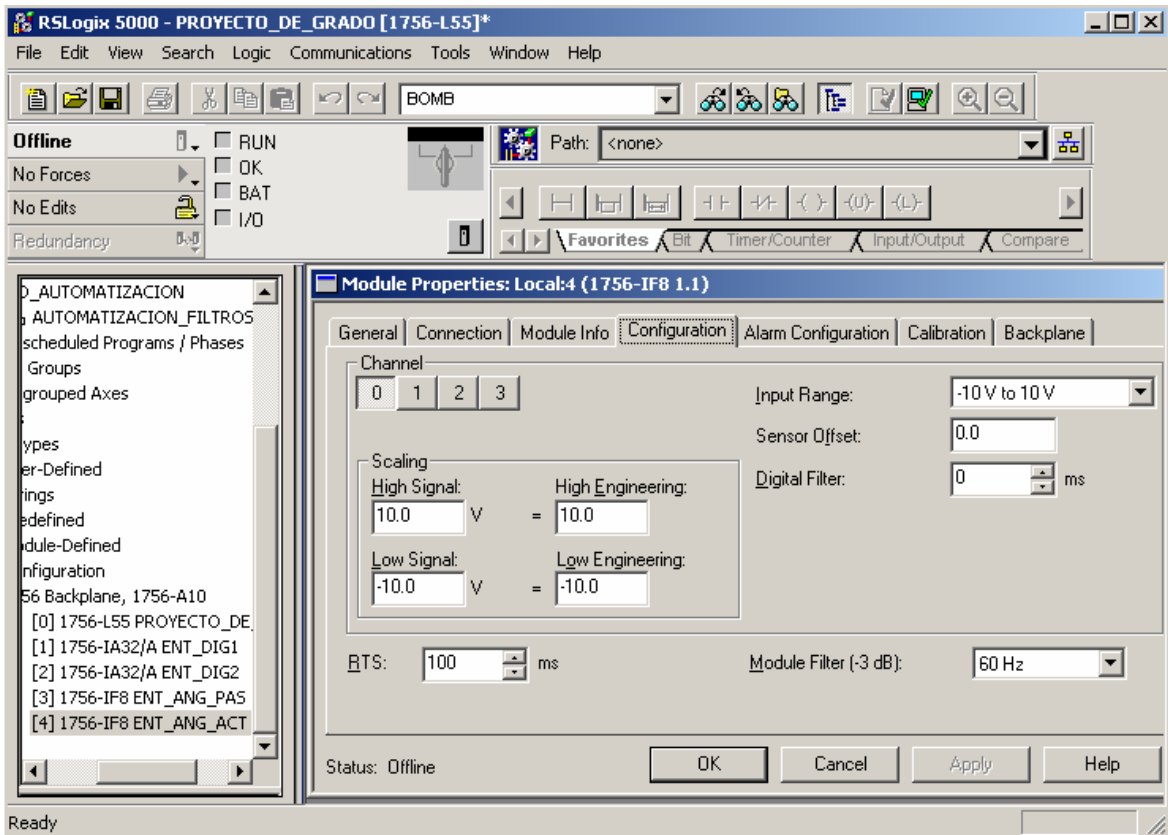 RSLogix 5000 - PROYECTO_DE_GRADO [1756-L55]*
File Edit View Search Logic Communications Tools Window Help
BOMB
Offline
RUN
No Forces
OK
No Edits
BAT
Redundancy
I/O
Path: <none>
Favorites Bit Timer/Counter Input/Output Compare
O_AUTOMATIZACION
AUTOMATIZACION_FILTROS
scheduled Programs / Phases
Groups
grouped Axes
s
ypes
er-Defined
rings
edefined
dule-Defined
nfiguration
56 Backplane, 1756-A10
[0] 1756-L55 PROYECTO_DE_
[1] 1756-IA32/A ENT_DIG1
[2] 1756-IA32/A ENT_DIG2
[3] 1756-IF8 ENT_ANG_PAS
[4] 1756-IF8 ENT_ANG_ACT
Module Properties: Local:4 (1756-IF8 1.1)
General Connection Module Info Configuration Alarm Configuration Calibration Backplane
Channel
0 1 2 3
Input Range: -10 V to 10 V
Sensor Offset: 0.0
Digital Filter: 0 ms
Scaling
High Signal: High Engineering:
10.0 V = 10.0
Low Signal: Low Engineering:
-10.0 V = -10.0
RTS: 100 ms
Module Filter (-3 dB): 60 Hz
Status: Offline
OK Cancel Apply Help
Ready